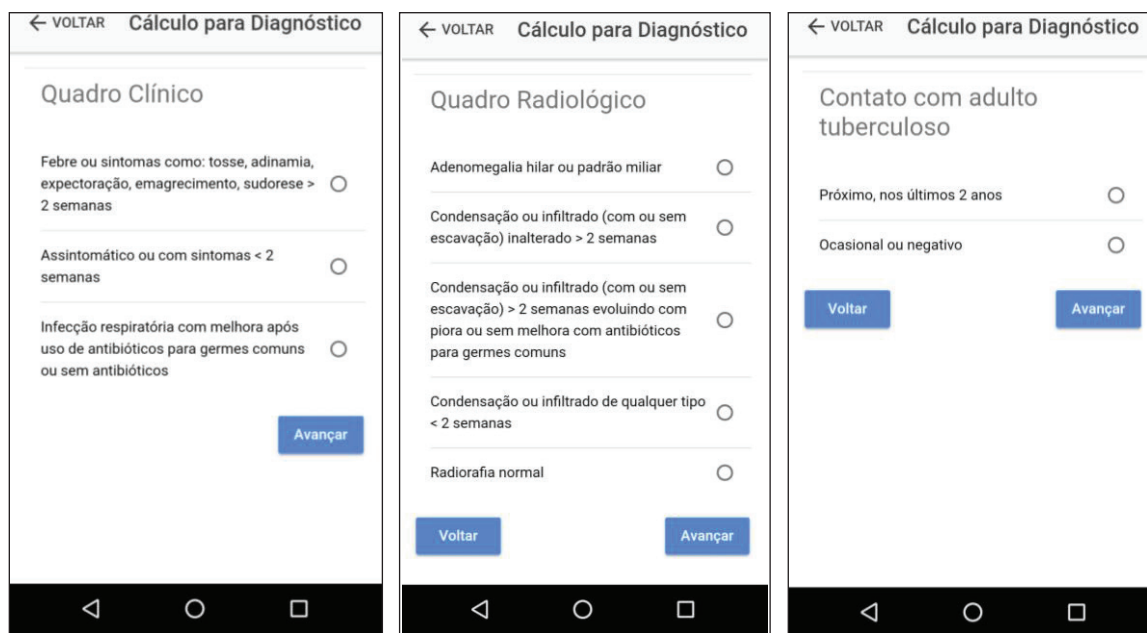 ← VOLTAR Cálculo para Diagnóstico
Quadro Clínico
Febre ou sintomas como: tosse, adinamia,
expectoração, emagrecimento, sudorese >
2 semanas
Assintomático ou com sintomas < 2
semanas
Infecção respiratória com melhora após
uso de antibióticos para germes comuns
ou sem antibióticos
Avançar
← VOLTAR Cálculo para Diagnóstico
Quadro Radiológico
Adenomegalia hilar ou padrão miliar
Condensação ou infiltrado (com ou sem
escavação) inalterado > 2 semanas
Condensação ou infiltrado (com ou sem
escavação) > 2 semanas evoluindo com
piora ou sem melhora com antibióticos
para germes comuns
Condensação ou infiltrado de qualquer tipo
< 2 semanas
Radiorafia normal
Voltar Avançar
← VOLTAR Cálculo para Diagnóstico
Contato com adulto
tuberculoso
Próximo, nos últimos 2 anos
Ocasional ou negativo
Voltar Avançar